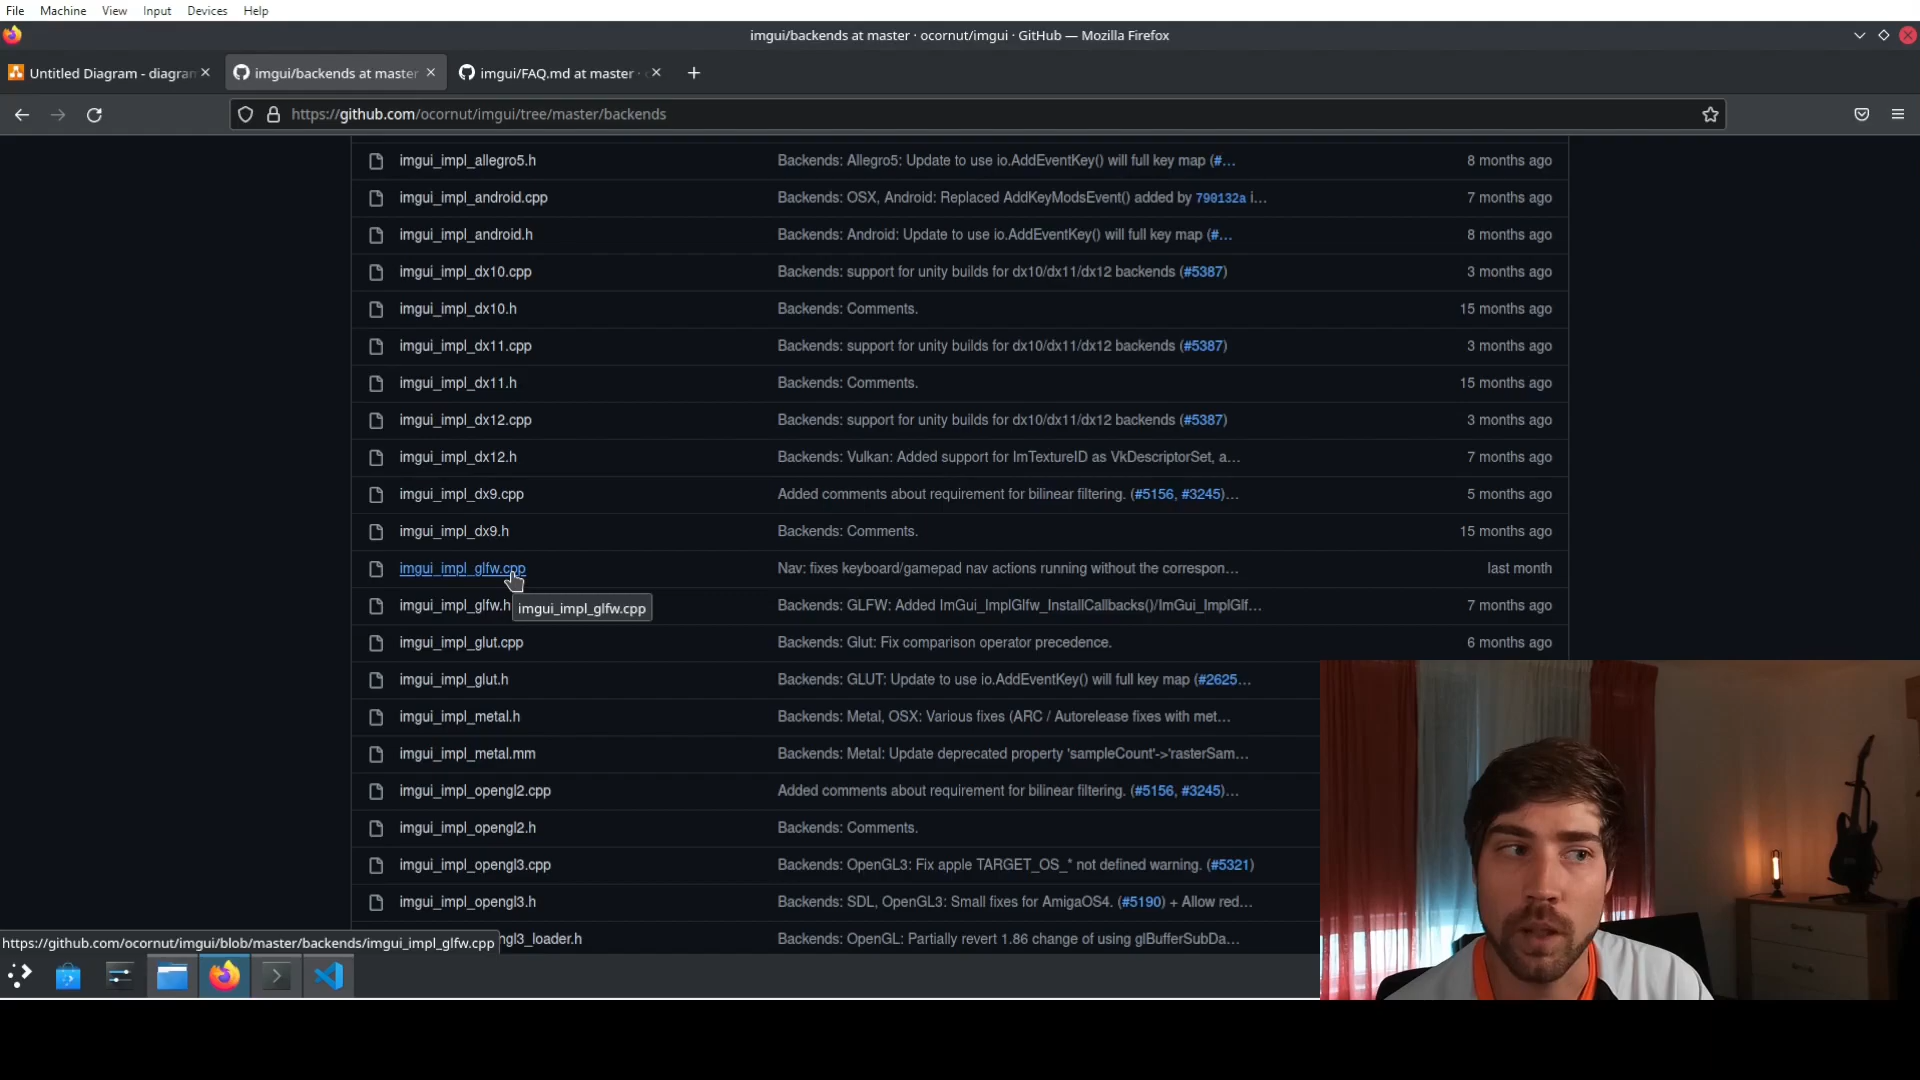 File Machine View Input Devices Help
imgui/backends at master · ocornut/imgui · GitHub — Mozilla Firefox
Untitled Diagram - diagram
imgui/backends at master
imgui/FAQ.md at master ·
https://github.com/ocornut/imgui/tree/master/backends
imgui_impl_allegro5.h Backends: Allegro5: Update to use io.AddEventKey() will full key map (#... 8 months ago
imgui_impl_android.cpp Backends: OSX, Android: Replaced AddKeyModsEvent() added by 790132a i... 7 months ago
imgui_impl_android.h Backends: Android: Update to use io.AddEventKey() will full key map (#... 8 months ago
imgui_impl_dx10.cpp Backends: support for unity builds for dx10/dx11/dx12 backends (#5387) 3 months ago
imgui_impl_dx10.h Backends: Comments. 15 months ago
imgui_impl_dx11.cpp Backends: support for unity builds for dx10/dx11/dx12 backends (#5387) 3 months ago
imgui_impl_dx11.h Backends: Comments. 15 months ago
imgui_impl_dx12.cpp Backends: support for unity builds for dx10/dx11/dx12 backends (#5387) 3 months ago
imgui_impl_dx12.h Backends: Vulkan: Added support for ImTextureID as VkDescriptorSet, a... 7 months ago
imgui_impl_dx9.cpp Added comments about requirement for bilinear filtering. (#5156, #3245)... 5 months ago
imgui_impl_dx9.h Backends: Comments. 15 months ago
imgui_impl_glfw.cpp Nav: fixes keyboard/gamepad nav actions running without the correspon... last month
imgui_impl_glfw.h Backends: GLFW: Added ImGui_ImplGlfw_InstallCallbacks()/ImGui_ImplGlf... 7 months ago
imgui_impl_glfw.cpp
imgui_impl_glut.cpp Backends: Glut: Fix comparison operator precedence. 6 months ago
imgui_impl_glut.h Backends: GLUT: Update to use io.AddEventKey() will full key map (#2625...
imgui_impl_metal.h Backends: Metal, OSX: Various fixes (ARC / Autorelease fixes with met...
imgui_impl_metal.mm Backends: Metal: Update deprecated property 'sampleCount'->'rasterSam...
imgui_impl_opengl2.cpp Added comments about requirement for bilinear filtering. (#5156, #3245)...
imgui_impl_opengl2.h Backends: Comments.
imgui_impl_opengl3.cpp Backends: OpenGL3: Fix apple TARGET_OS_* not defined warning. (#5321)
imgui_impl_opengl3.h Backends: SDL, OpenGL3: Small fixes for AmigaOS4. (#5190) + Allow red...
ngl3_loader.h Backends: OpenGL: Partially revert 1.86 change of using glBufferSubDa...
https://github.com/ocornut/imgui/blob/master/backends/imgui_impl_glfw.cpp